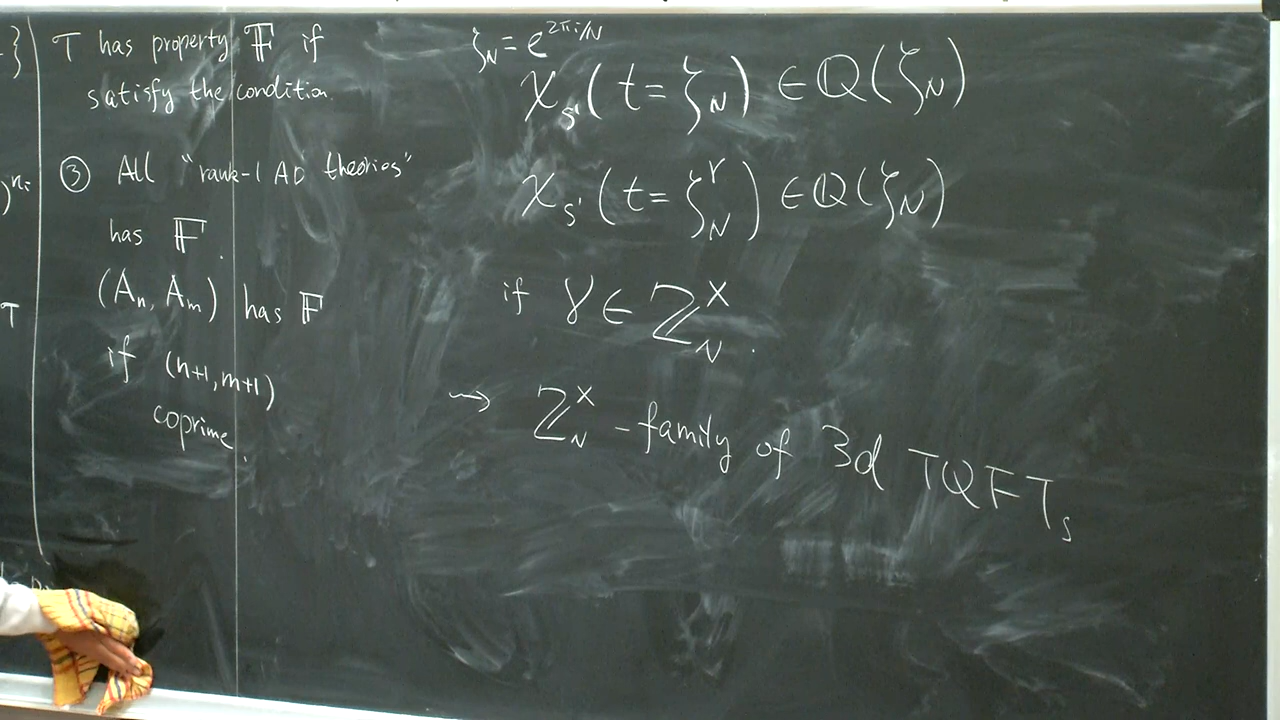 T has property 𝔽 if
satisfy the condition.
③ All "rank-1 AD theories"
has 𝔽.
(Aₙ, Aₘ) has 𝔽
if (n+1, m+1)
coprime.
ζ_N = e^{2πi/N}
χ_{S'}(t = ζ_N) ∈ ℚ(ζ_N)
χ_{S'}(t = ζ_N^r) ∈ ℚ(ζ_N)
if γ ∈ ℤ_N^×.
⇝ ℤ_N^× - family of 3d TQFTs